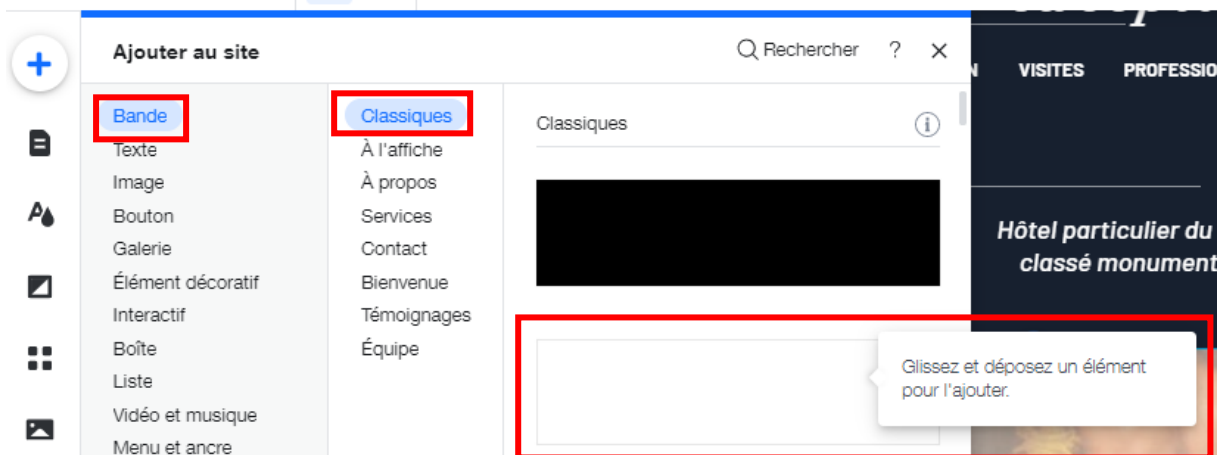 Ajouter au site
Rechercher
?
Bande
Texte
Image
Bouton
Galerie
Élément décoratif
Interactif
Boîte
Liste
Vidéo et musique
Menu et ancre
Classiques
À l'affiche
À propos
Services
Contact
Bienvenue
Témoignages
Équipe
Classiques
Glissez et déposez un élément
pour l'ajouter.
N VISITES PROFESSIO
Hôtel particulier du
classé monument